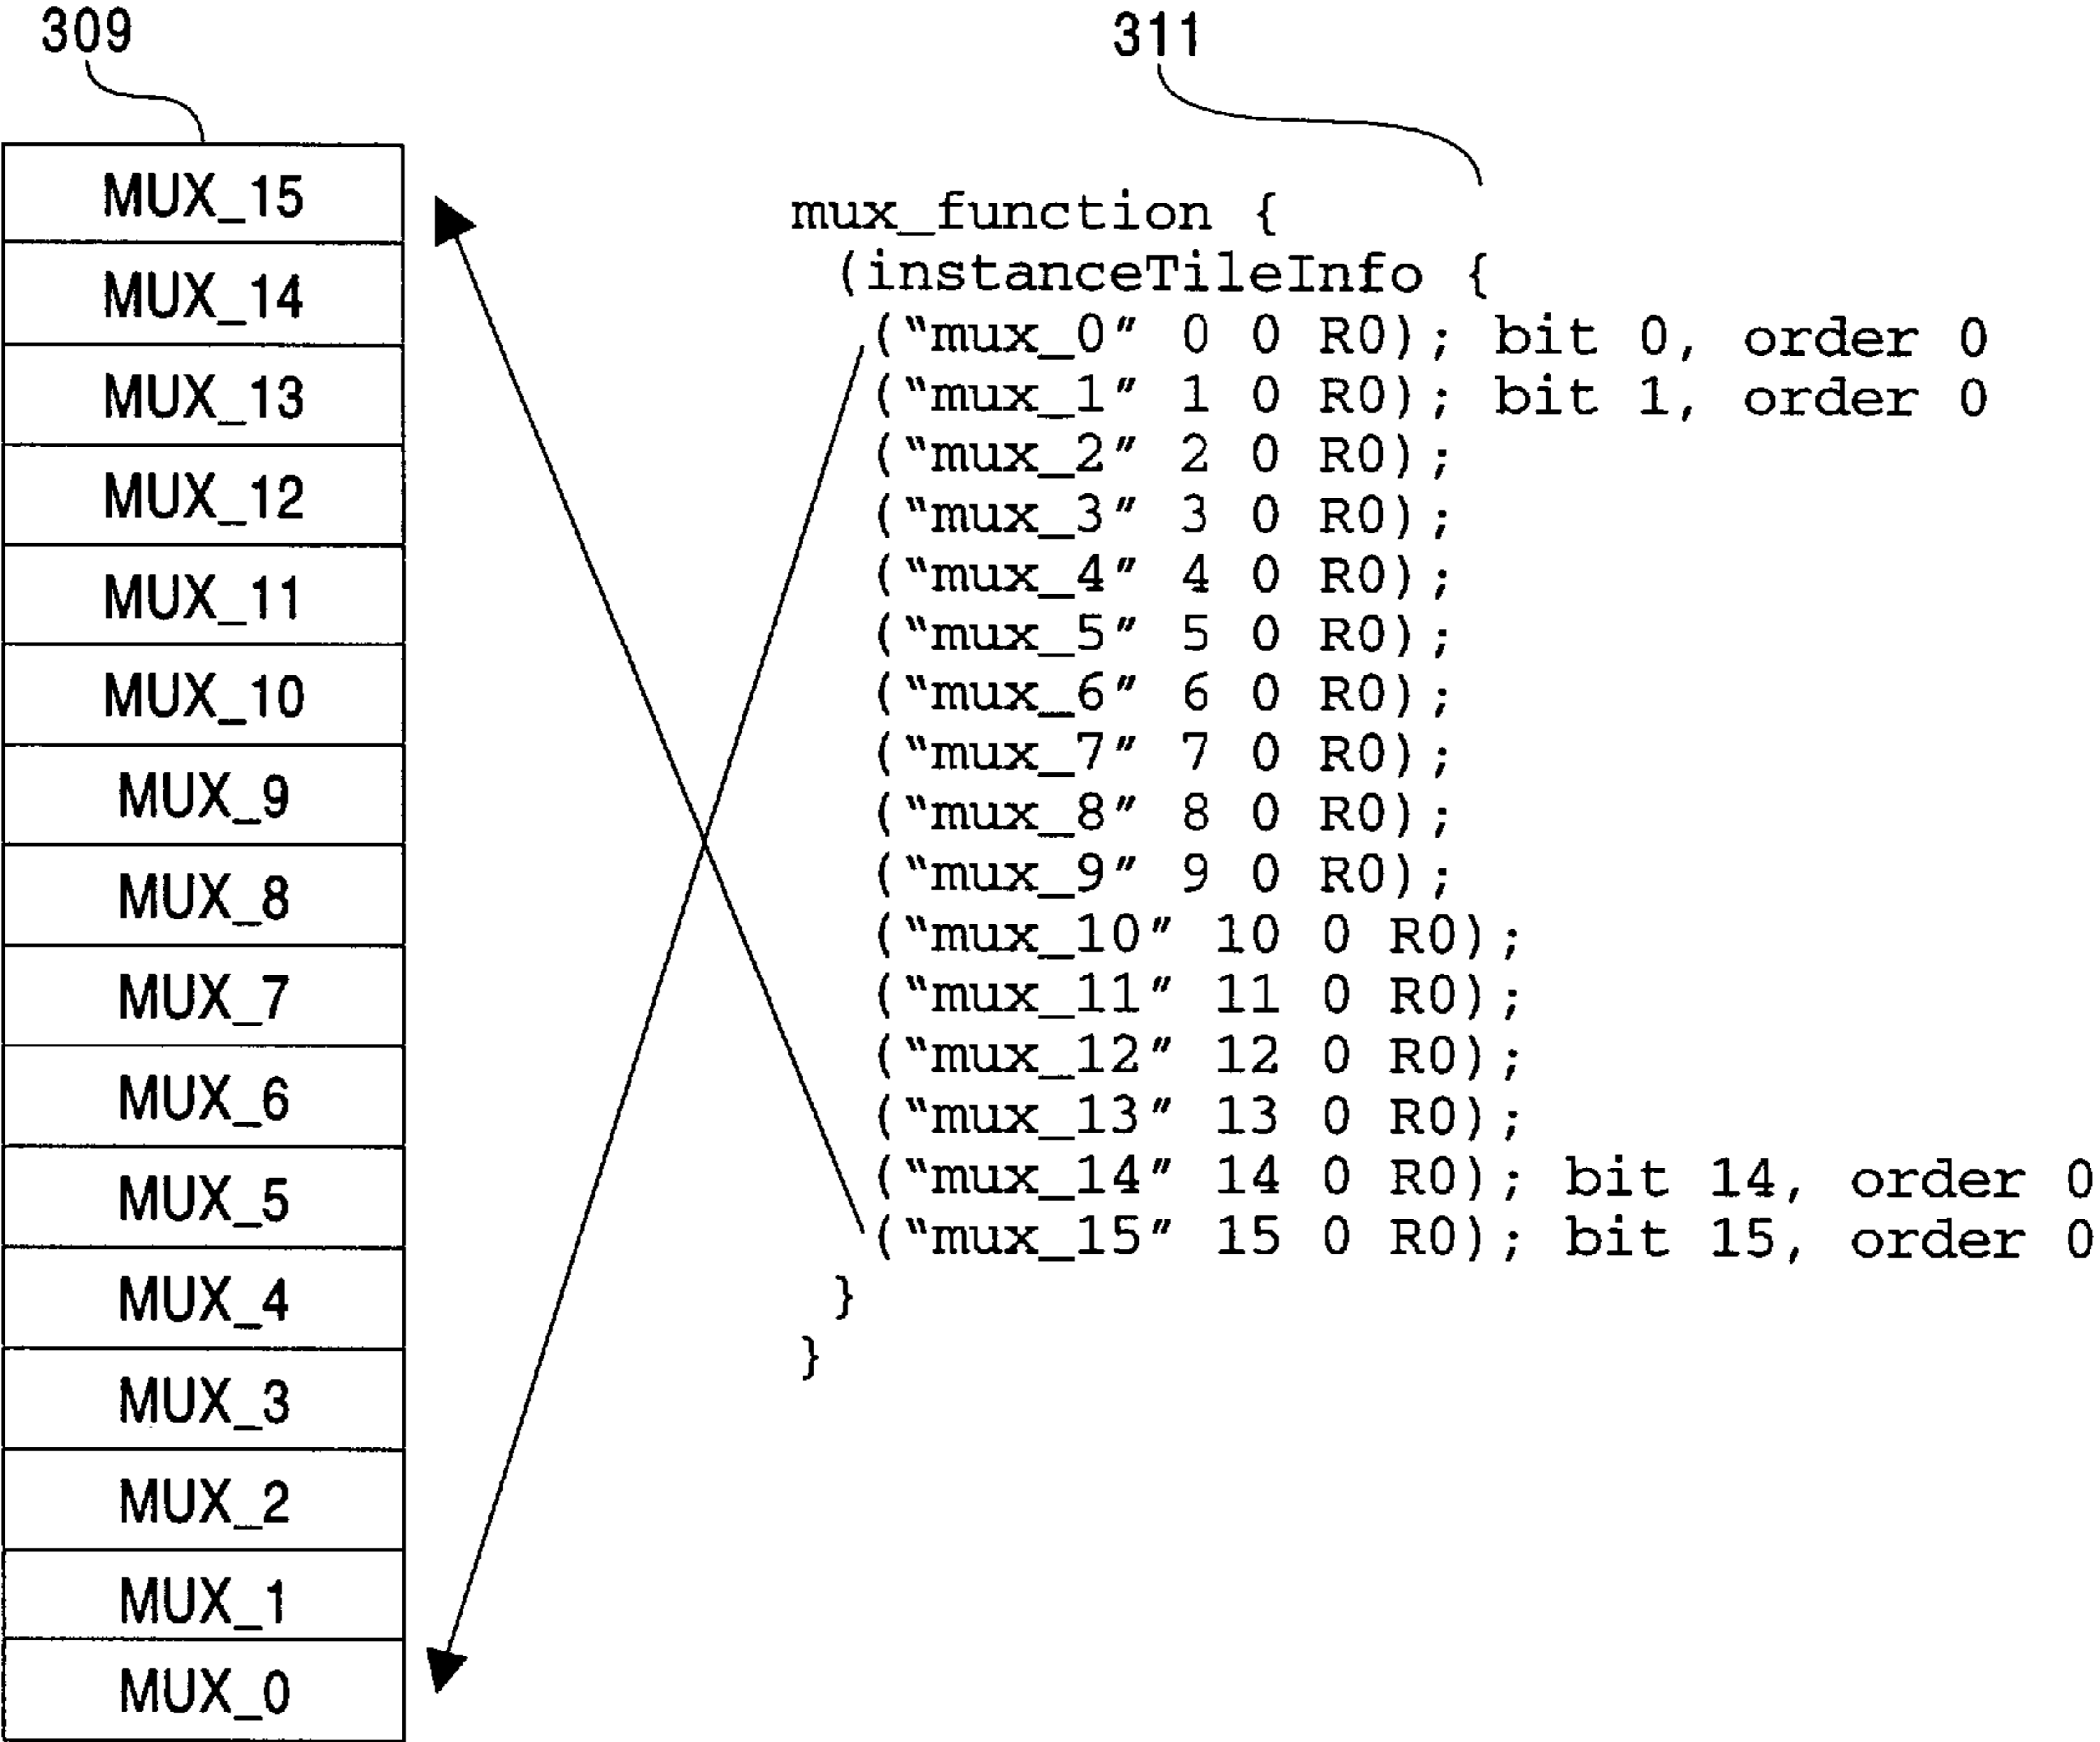 309
311
MUX_15
MUX_14
MUX_13
MUX_12
MUX_11
MUX_10
MUX_9
MUX_8
MUX_7
MUX_6
MUX_5
MUX_4
MUX_3
MUX_2
MUX_1
MUX_0
mux_function {
(instanceTileInfo {
("mux_0" 0 0 R0); bit 0, order 0
("mux_1" 1 0 R0); bit 1, order 0
("mux_2" 2 0 R0);
("mux_3" 3 0 R0);
("mux_4" 4 0 R0);
("mux_5" 5 0 R0);
("mux_6" 6 0 R0);
("mux_7" 7 0 R0);
("mux_8" 8 0 R0);
("mux_9" 9 0 R0);
("mux_10" 10 0 R0);
("mux_11" 11 0 R0);
("mux_12" 12 0 R0);
("mux_13" 13 0 R0);
("mux_14" 14 0 R0); bit 14, order 0
("mux_15" 15 0 R0); bit 15, order 0
}
}